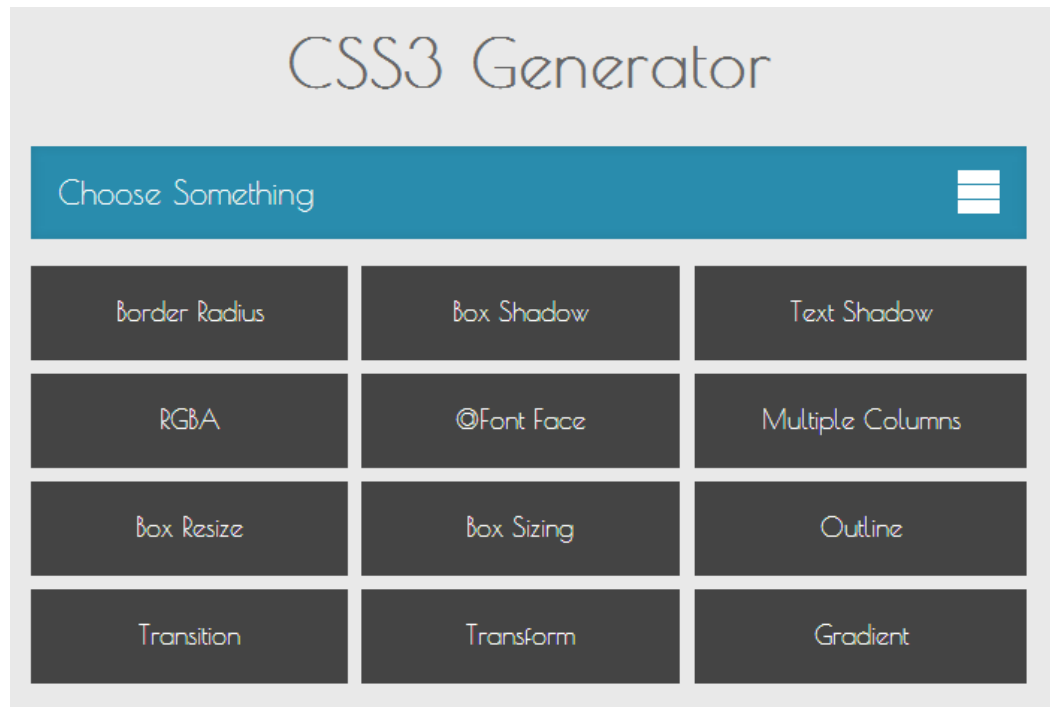 CSS3 Generator
Choose Something
Border Radius
Box Shadow
Text Shadow
RGBA
@Font Face
Multiple Columns
Box Resize
Box Sizing
Outline
Transition
Transform
Gradient